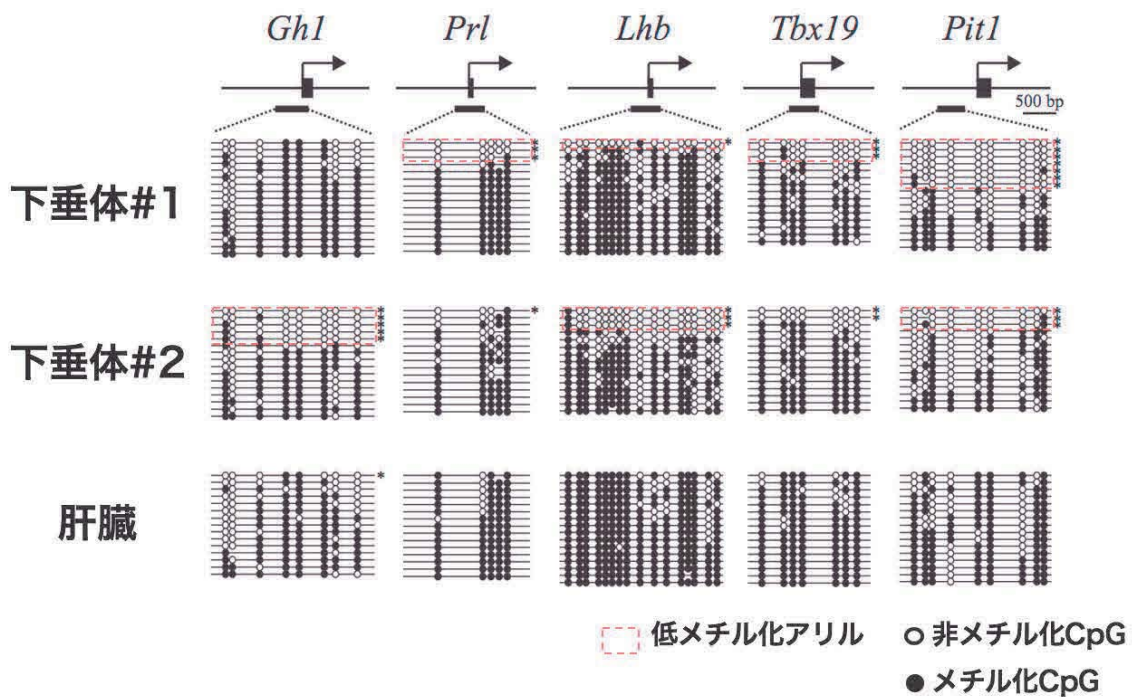 Gh1 Prl Lhb Tbx19 Pit1
500 bp
下垂体#1
下垂体#2
肝臓
低メチル化アリル
非メチル化CpG
メチル化CpG